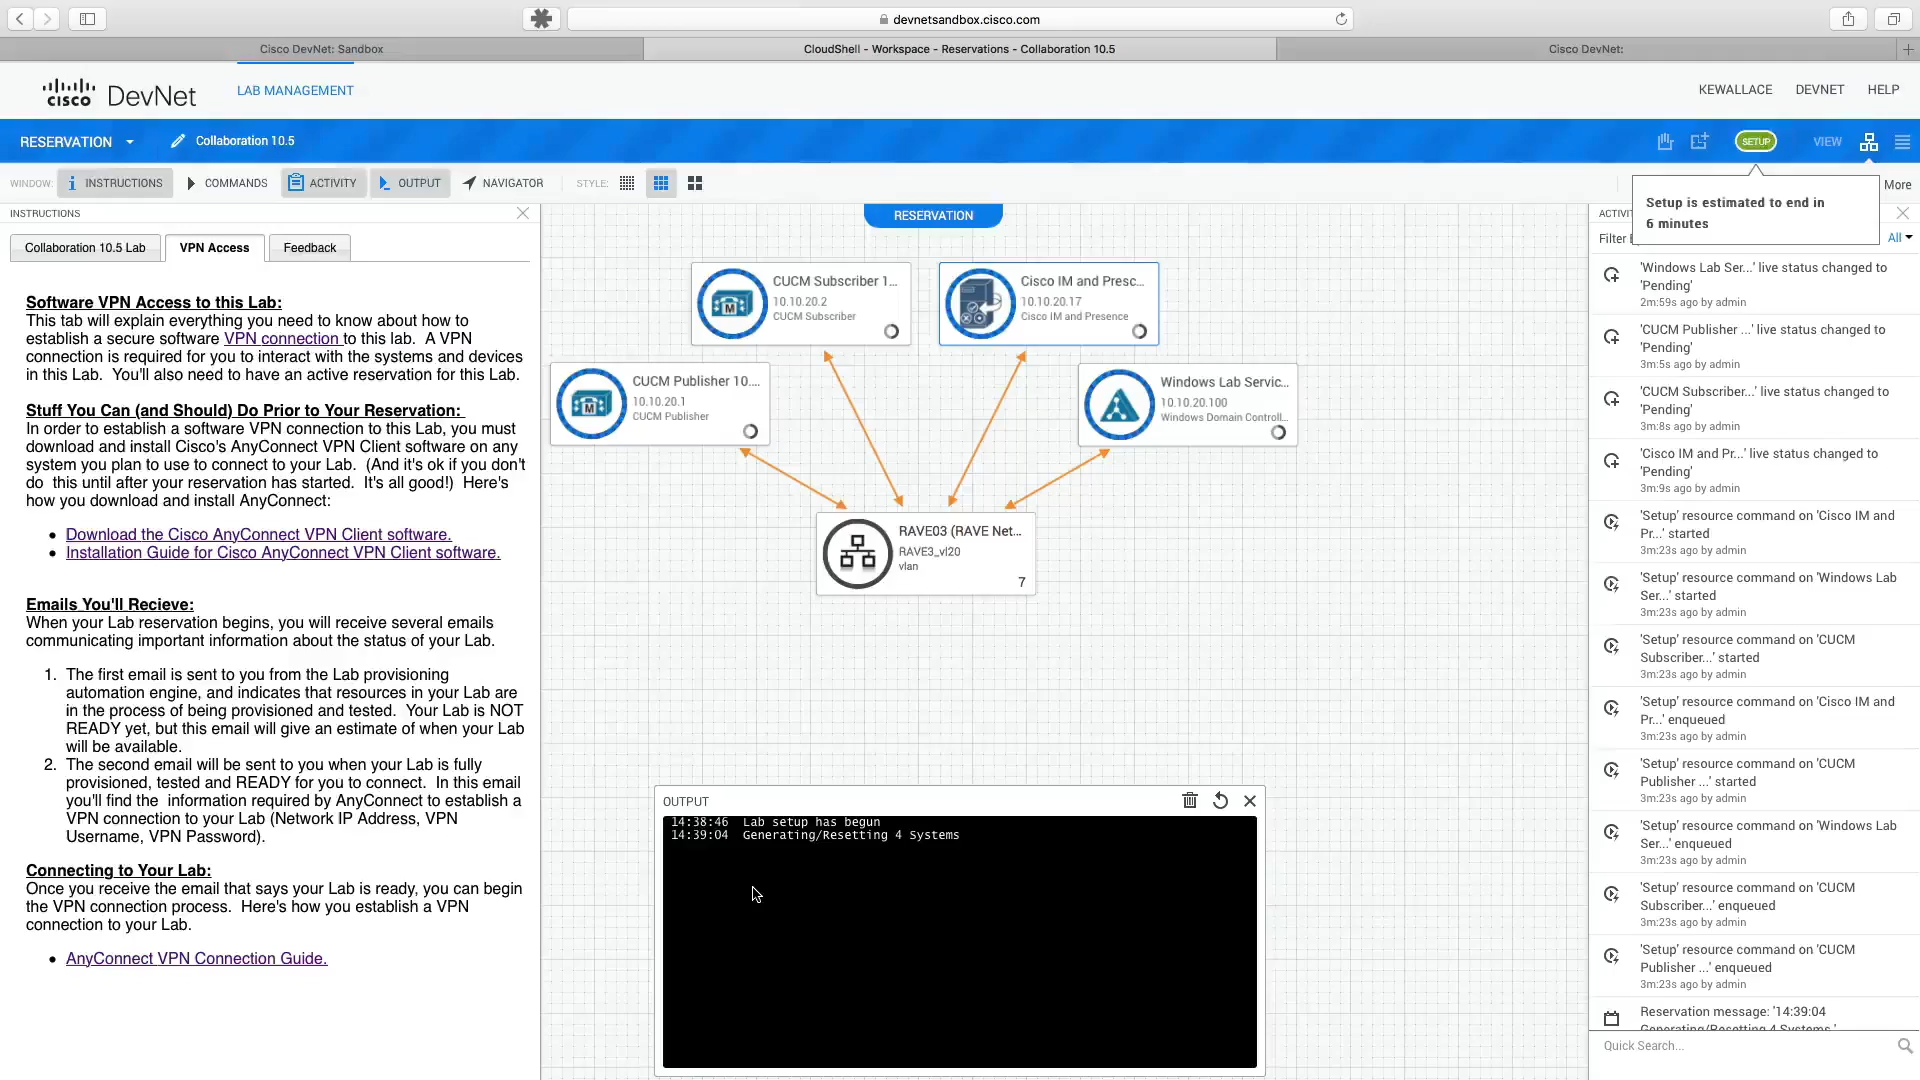 devnetsandbox.cisco.com
Cisco DevNet: Sandbox
CloudShell - Workspace - Reservations - Collaboration 10.5
Cisco DevNet:
cisco DevNet
LAB MANAGEMENT
KEWALLACE
DEVNET
HELP
RESERVATION
Collaboration 10.5
SETUP
VIEW
WINDOW:
INSTRUCTIONS
COMMANDS
ACTIVITY
OUTPUT
NAVIGATOR
STYLE:
More
Setup is estimated to end in
6 minutes
INSTRUCTIONS
Collaboration 10.5 Lab
VPN Access
Feedback
Software VPN Access to this Lab:
This tab will explain everything you need to know about how to
establish a secure software VPN connection to this lab. A VPN
connection is required for you to interact with the systems and devices
in this Lab. You'll also need to have an active reservation for this Lab.
Stuff You Can (and Should) Do Prior to Your Reservation:
In order to establish a software VPN connection to this Lab, you must
download and install Cisco's AnyConnect VPN Client software on any
system you plan to use to connect to your Lab. (And it's ok if you don't
do this until after your reservation has started. It's all good!) Here's
how you download and install AnyConnect:
• Download the Cisco AnyConnect VPN Client software.
• Installation Guide for Cisco AnyConnect VPN Client software.
Emails You'll Recieve:
When your Lab reservation begins, you will receive several emails
communicating important information about the status of your Lab.
1. The first email is sent to you from the Lab provisioning
automation engine, and indicates that resources in your Lab are
in the process of being provisioned and tested. Your Lab is NOT
READY yet, but this email will give an estimate of when your Lab
will be available.
2. The second email will be sent to you when your Lab is fully
provisioned, tested and READY for you to connect. In this email
you'll find the information required by AnyConnect to establish a
VPN connection to your Lab (Network IP Address, VPN
Username, VPN Password).
Connecting to Your Lab:
Once you receive the email that says your Lab is ready, you can begin
the VPN connection process. Here's how you establish a VPN
connection to your Lab.
• AnyConnect VPN Connection Guide.
RESERVATION
CUCM Subscriber 1...
10.10.20.2
CUCM Subscriber
Cisco IM and Presc...
10.10.20.17
Cisco IM and Presence
CUCM Publisher 10....
10.10.20.1
CUCM Publisher
Windows Lab Servic...
10.10.20.100
Windows Domain Controll...
RAVE03 (RAVE Net...
RAVE3_vl20
vlan
7
OUTPUT
14:38:46 Lab setup has begun
14:39:04 Generating/Resetting 4 Systems
All
'Windows Lab Ser...' live status changed to
'Pending'
2m:59s ago by admin
'CUCM Publisher ...' live status changed to
'Pending'
3m:5s ago by admin
'CUCM Subscriber...' live status changed to
'Pending'
3m:8s ago by admin
'Cisco IM and Pr...' live status changed to
'Pending'
3m:9s ago by admin
'Setup' resource command on 'Cisco IM and
Pr...' started
3m:23s ago by admin
'Setup' resource command on 'Windows Lab
Ser...' started
3m:23s ago by admin
'Setup' resource command on 'CUCM
Subscriber...' started
3m:23s ago by admin
'Setup' resource command on 'Cisco IM and
Pr...' enqueued
3m:23s ago by admin
'Setup' resource command on 'CUCM
Publisher ...' started
3m:23s ago by admin
'Setup' resource command on 'Windows Lab
Ser...' enqueued
3m:23s ago by admin
'Setup' resource command on 'CUCM
Subscriber...' enqueued
3m:23s ago by admin
'Setup' resource command on 'CUCM
Publisher ...' enqueued
3m:23s ago by admin
Reservation message: '14:39:04
Generating/Resetting 4 Systems '
Quick Search...